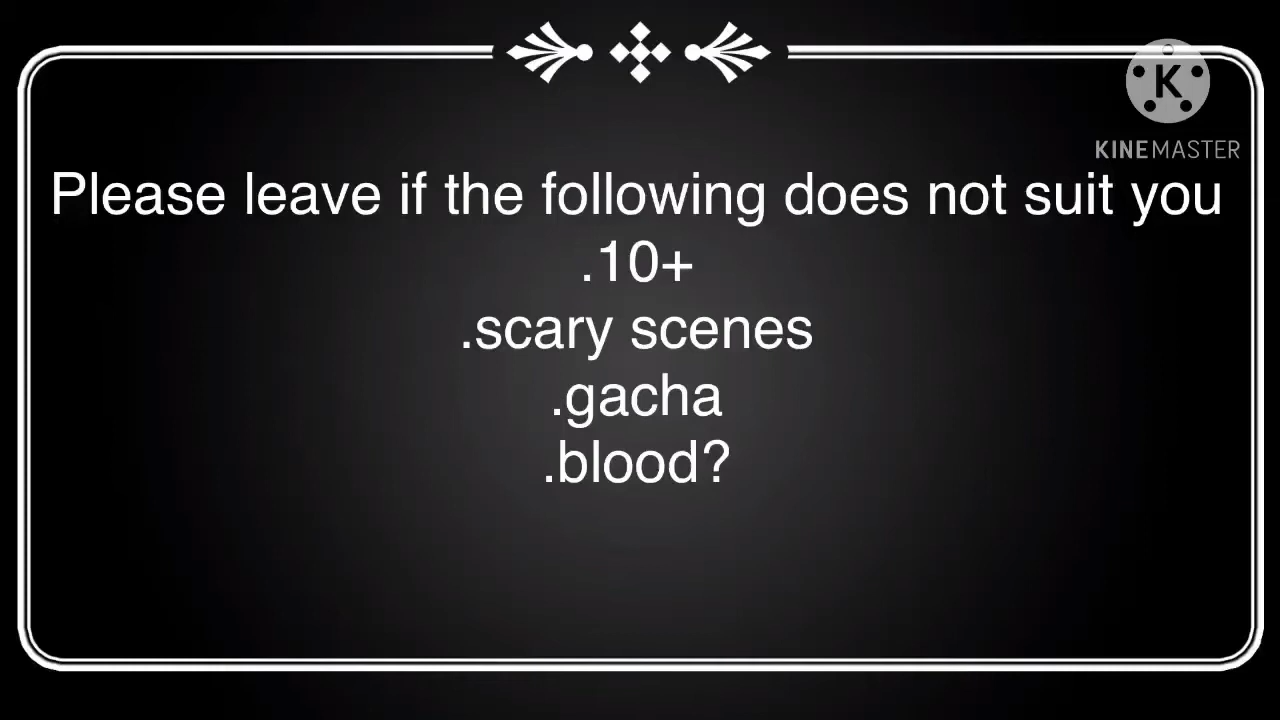 K
KINEMASTER
Please leave if the following does not suit you
.10+
.scary scenes
.gacha
.blood?